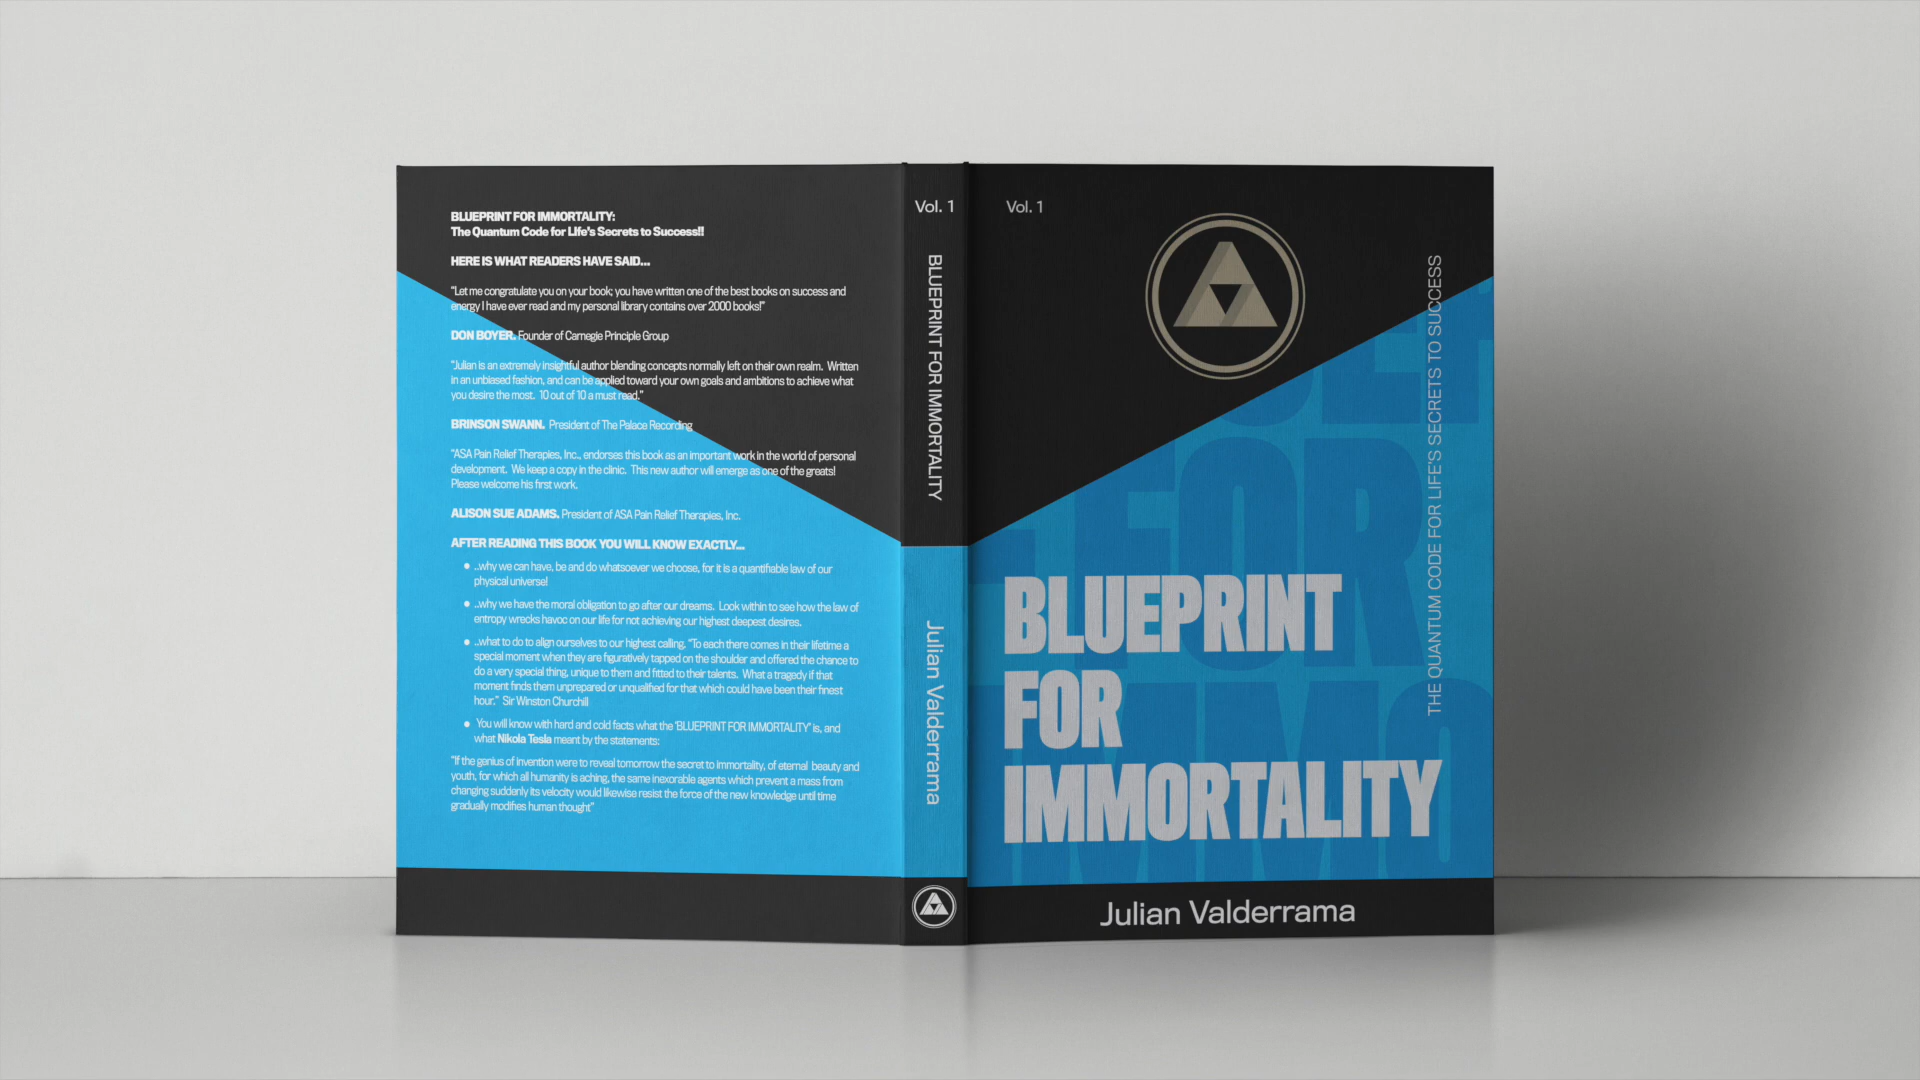 BLUEPRINT FOR IMMORTALITY:
The Quantum Code for LIfe's Secrets to Success!!
HERE IS WHAT READERS HAVE SAID...
"Let me congratulate you on your book; you have written one of the best books on success and
energy I have ever read and my personal library contains over 2000 books!"
DON BOYER. Founder of Carnegie Principle Group
"Julian is an extremely insightful author blending concepts normally left on their own realm. Written
in an unbiased fashion, and can be applied toward your own goals and ambitions to achieve what
you desire the most. 10 out of 10 a must read."
BRINSON SWANN. President of The Palace Recording
"ASA Pain Relief Therapies, Inc., endorses this book as an important work in the world of personal
development. We keep a copy in the clinic. This new author will emerge as one of the greats!
Please welcome his first work.
ALISON SUE ADAMS. President of ASA Pain Relief Therapies, Inc.
AFTER READING THIS BOOK YOU WILL KNOW EXACTLY...
● ..why we can have, be and do whatsoever we choose, for it is a quantifiable law of our
physical universe!
● ..why we have the moral obligation to go after our dreams. Look within to see how the law of
entropy wrecks havoc on our life for not achieving our highest deepest desires.
● ..what to do to align ourselves to our highest calling, "To each there comes in their lifetime a
special moment when they are figuratively tapped on the shoulder and offered the chance to
do a very special thing, unique to them and fitted to their talents. What a tragedy if that
moment finds them unprepared or unqualified for that which could have been their finest
hour." Sir Winston Churchill
● You will know with hard and cold facts what the 'BLUEPRINT FOR IMMORTALITY' is, and
what Nikola Tesla meant by the statements:
"If the genius of invention were to reveal tomorrow the secret to immortality, of eternal beauty and
youth, for which all humanity is aching, the same inexorable agents which prevent a mass from
changing suddenly its velocity would likewise resist the force of the new knowledge until time
gradually modifies human thought"
Vol. 1
BLUEPRINT FOR IMMORTALITY
Julian Valderrama
Vol. 1
THE QUANTUM CODE FOR LIFE'S SECRETS TO SUCCESS
BLUEPRINT
FOR
IMMORTALITY
Julian Valderrama